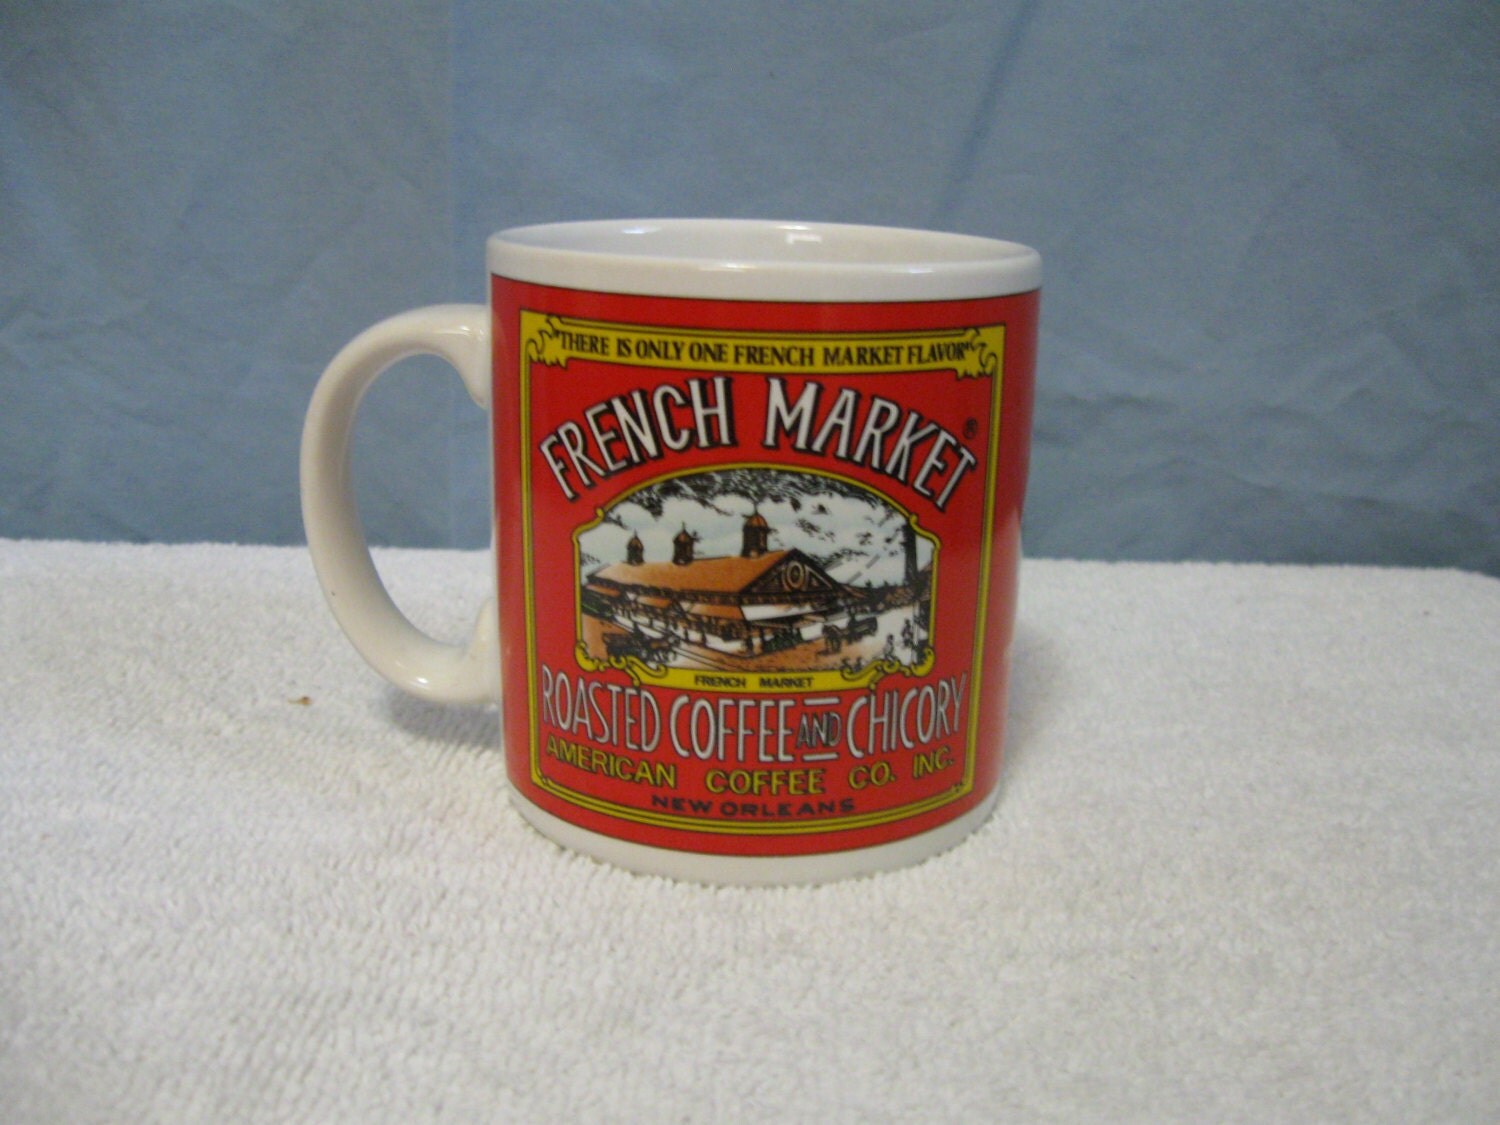 "THERE IS ONLY ONE FRENCH MARKET FLAVOR"
FRENCH MARKET ®
FRENCH MARKET
ROASTED COFFEE AND CHICORY
AMERICAN COFFEE CO. INC.
NEW ORLEANS